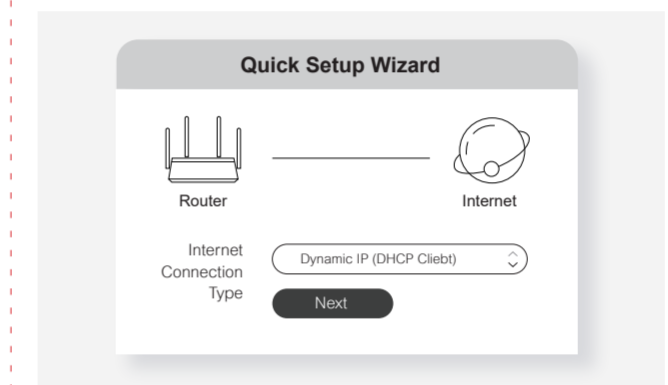 Quick Setup Wizard
Router
Internet
Internet
Connection
Type
Dynamic IP (DHCP Cliebt)
Next